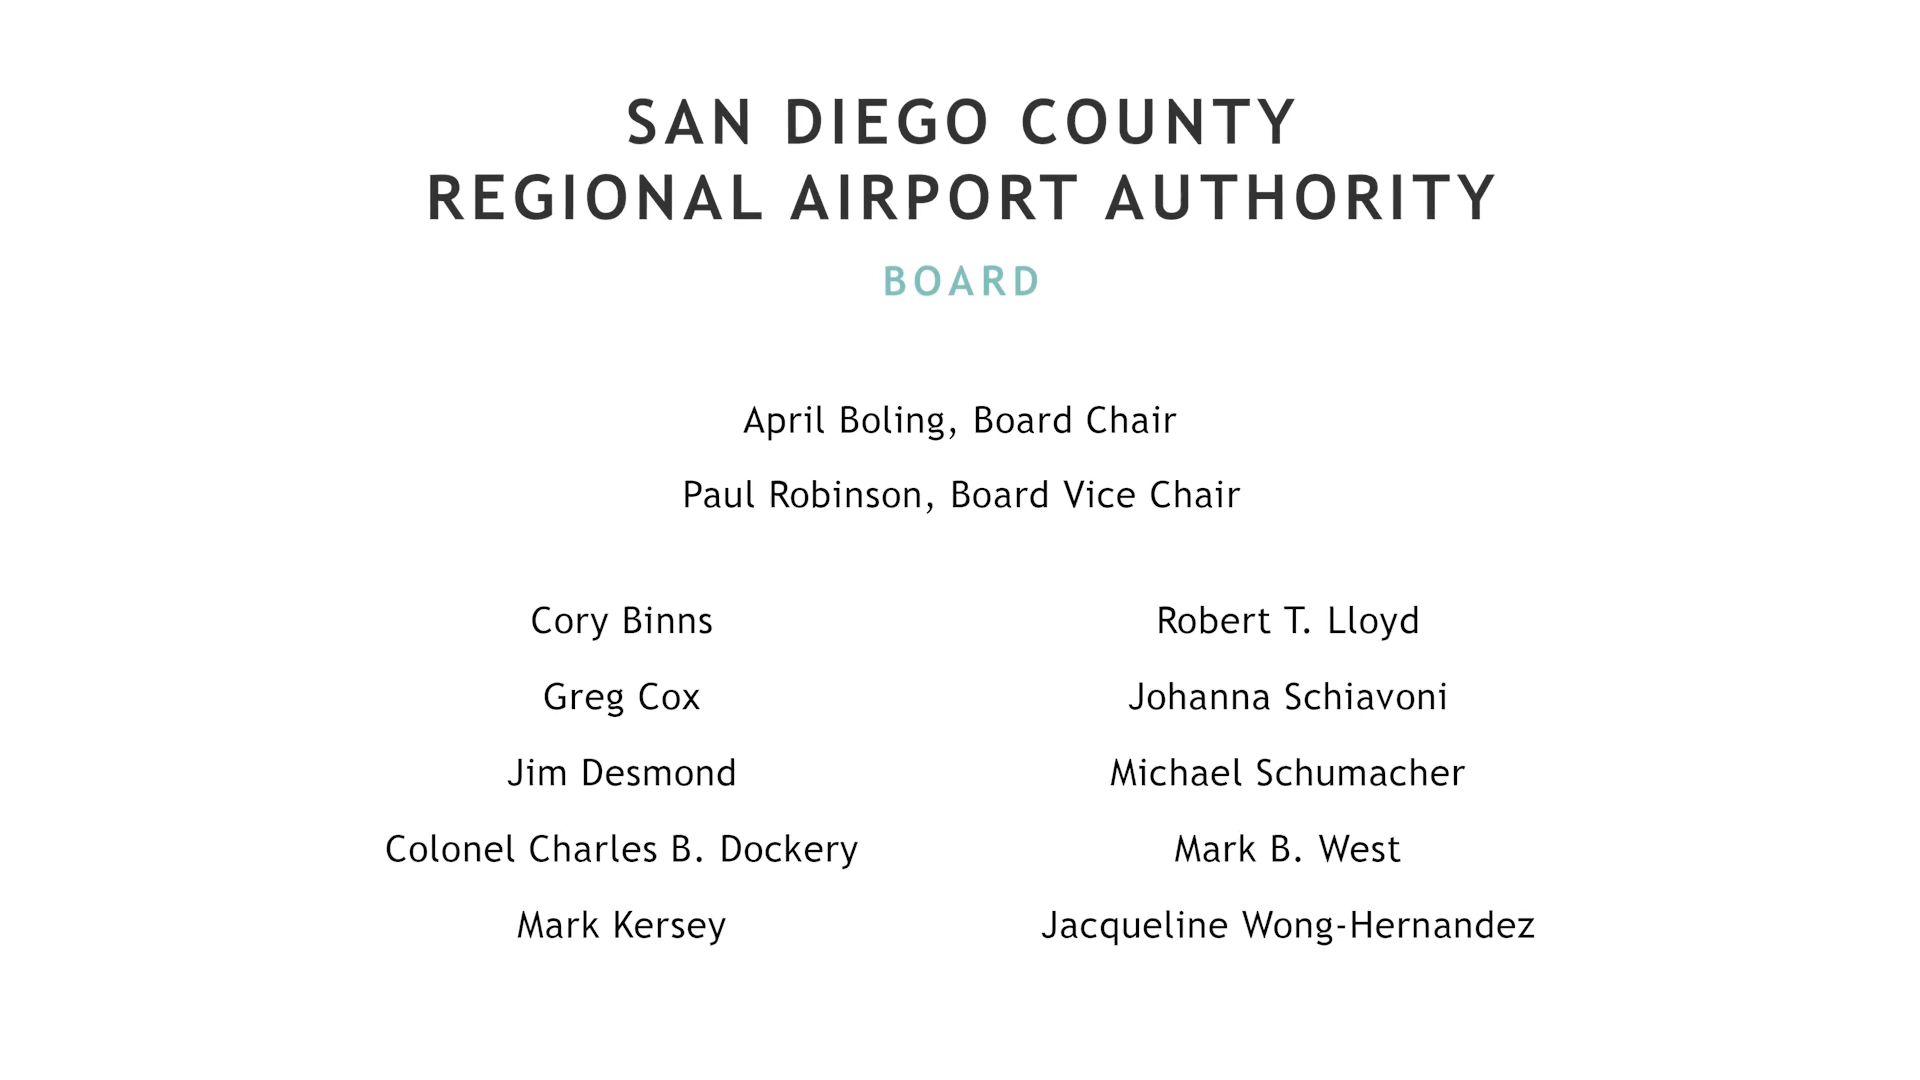 SAN DIEGO COUNTY
REGIONAL AIRPORT AUTHORITY
BOARD
April Boling, Board Chair
Paul Robinson, Board Vice Chair
Cory Binns
Greg Cox
Jim Desmond
Colonel Charles B. Dockery
Mark Kersey
Robert T. Lloyd
Johanna Schiavoni
Michael Schumacher
Mark B. West
Jacqueline Wong-Hernandez